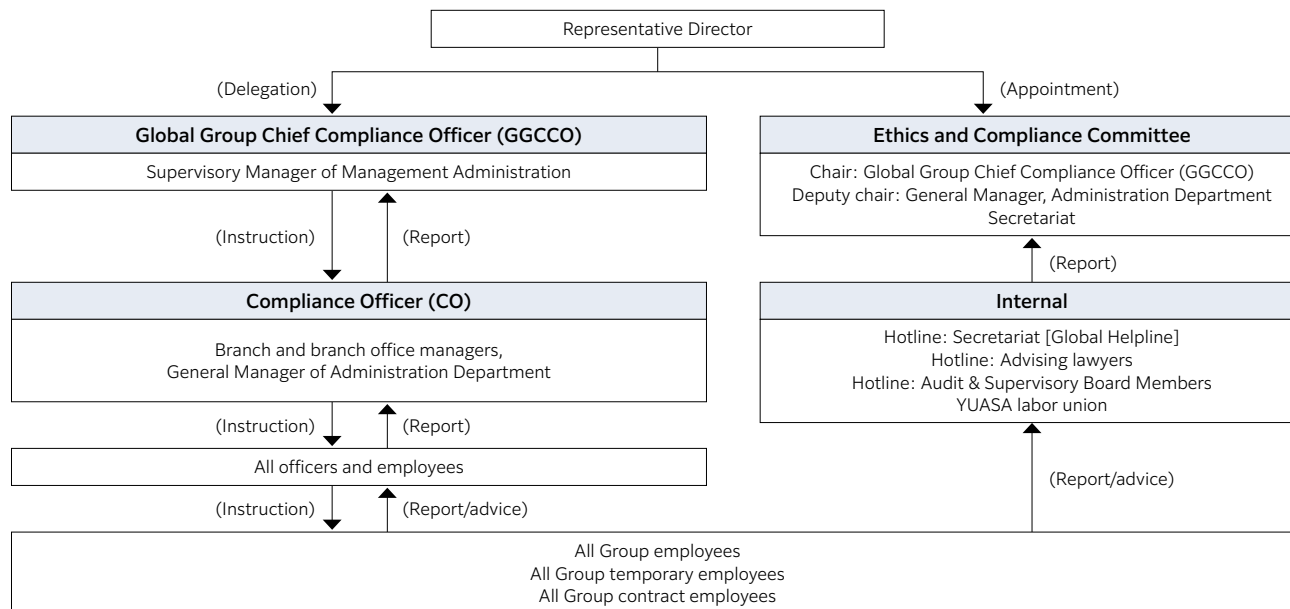 Representative Director
(Delegation)
(Appointment)
Global Group Chief Compliance Officer (GGCCO)
Supervisory Manager of Management Administration
Ethics and Compliance Committee
Chair: Global Group Chief Compliance Officer (GGCCO)
Deputy chair: General Manager, Administration Department
Secretariat
(Instruction)
(Report)
(Report)
Compliance Officer (CO)
Branch and branch office managers,
General Manager of Administration Department
Internal
Hotline: Secretariat [Global Helpline]
Hotline: Advising lawyers
Hotline: Audit & Supervisory Board Members
YUASA labor union
(Instruction)
(Report)
All officers and employees
(Instruction)
(Report/advice)
(Report/advice)
All Group employees
All Group temporary employees
All Group contract employees